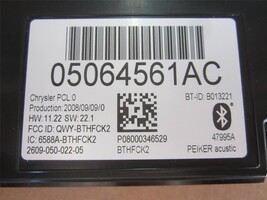 05064561AC
Chrysler PCL:0
Production: 2008/09/09/0
HW: 11.22 SW: 22.1
FCC ID: QWY-BTHFCK2
IC: 6588A-BTHFCK2
2609-050-022-05
P08000346529
BTHFCK2
BT-ID: B013221
47995A
PEIKER acustic